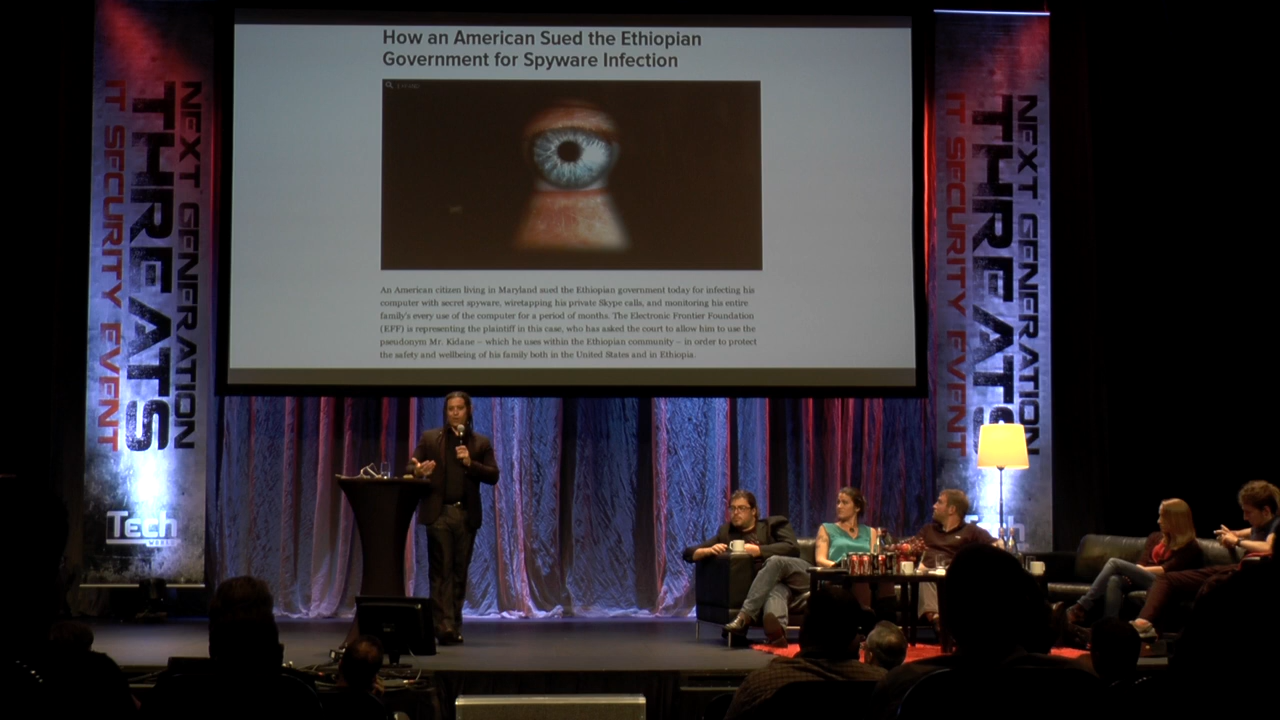 How an American Sued the Ethiopian
Government for Spyware Infection
An American citizen living in Maryland sued the Ethiopian government today for infecting his
computer with secret spyware, wiretapping his private Skype calls, and monitoring his entire
family's every use of the computer for a period of months. The Electronic Frontier Foundation
(EFF) is representing the plaintiff in this case, who has asked the court to allow him to use the
pseudonym Mr. Kidane – which he uses within the Ethiopian community – in order to protect
the safety and wellbeing of his family both in the United States and in Ethiopia.
NEXT GENERATION
THREATS
IT SECURITY EVENT
Tech
WORLD
NEXT GENERATION
THREATS
IT SECURITY EVENT
Tech